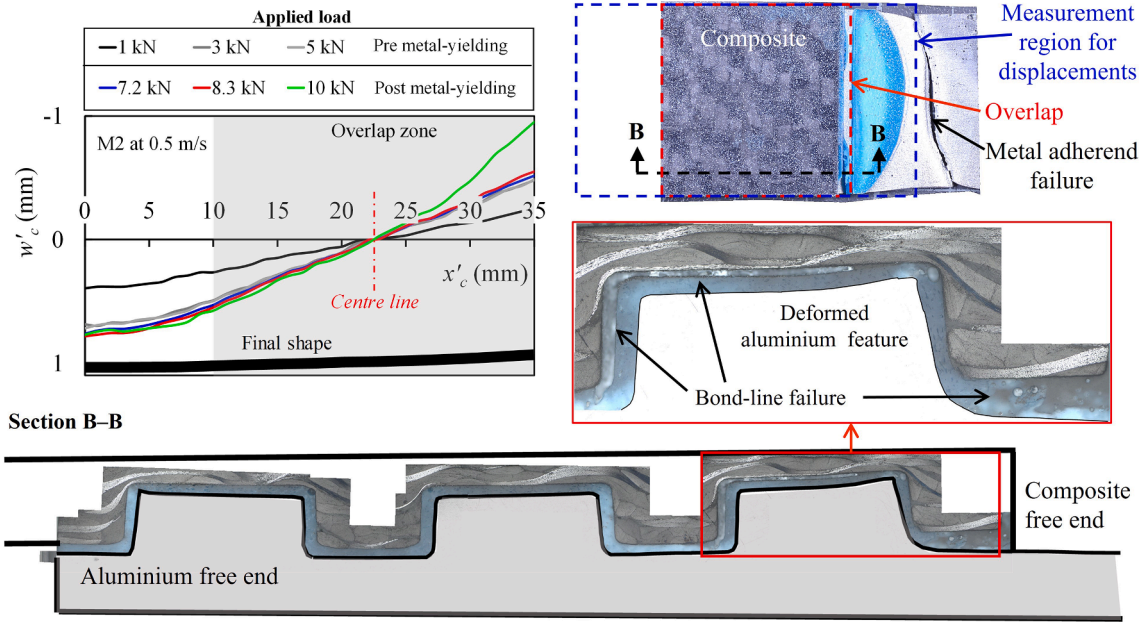 Applied load
1 kN 3 kN 5 kN Pre metal-yielding
7.2 kN 8.3 kN 10 kN Post metal-yielding
-1
M2 at 0.5 m/s
Overlap zone
0 5 10 15 20 25 30 35
0
w′c (mm)
x′c (mm)
Centre line
Final shape
1
Composite
Measurement
region for
displacements
Overlap
B B
Metal adherend
failure
Deformed
aluminium feature
Bond-line failure
Section B–B
Composite
free end
Aluminium free end